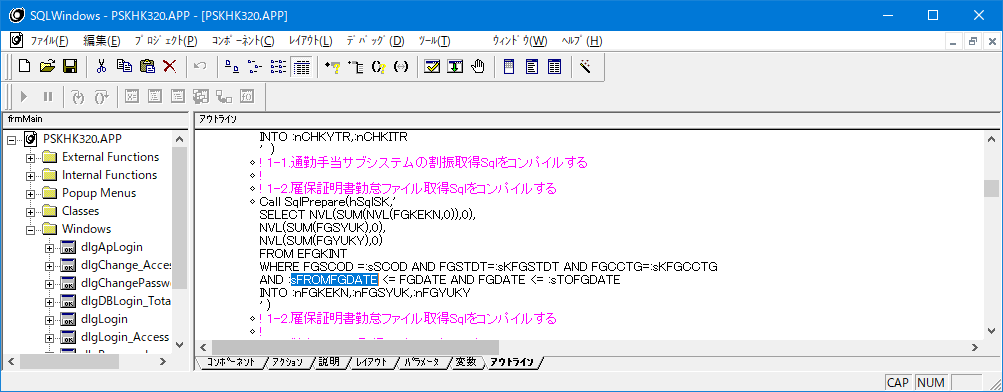 SQLWindows - PSKHK320.APP - [PSKHK320.APP]
ﾌｧｲﾙ(F) 編集(E) ﾌﾟﾛｼﾞｪｸﾄ(P) ｺﾝﾎﾟｰﾈﾝﾄ(C) ﾚｲｱｳﾄ(L) ﾃﾞﾊﾞｯｸﾞ(D) ﾂｰﾙ(T) ｳｨﾝﾄﾞｳ(W) ﾍﾙﾌﾟ(H)
frmMain
ｱｳﾄﾗｲﾝ
PSKHK320.APP
External Functions
Internal Functions
Popup Menus
Classes
Windows
dlgApLogin
dlgChange_Acce
dlgChangePassw
dlgDBLogin_Tota
dlgLogin
dlgLogin_Access
INTO :nCHKYTR,:nCHKITR
' )
! 1-1.通勤手当サブシステムの割振取得Sqlをコンパイルする
!
! 1-2.雇保証明書勤怠ファイル取得Sqlをコンパイルする
Call SqlPrepare(hSqlSK,'
SELECT NVL(SUM(NVL(FGKEKN,0)),0),
NVL(SUM(FGSYUK),0),
NVL(SUM(FGYUKY),0)
FROM EFGKINT
WHERE FGSCOD =:sSCOD AND FGSTDT=:sKFGSTDT AND FGCCTG=:sKFGCCTG
AND :sFROMFGDATE <= FGDATE AND FGDATE <= :sTOFGDATE
INTO :nFGKEKN,:nFGSYUK,:nFGYUKY
' )
! 1-2.雇保証明書勤怠ファイル取得Sqlをコンパイルする
!
ｺﾝﾎﾟｰﾈﾝﾄ ｱｸｼｮﾝ 説明 ﾚｲｱｳﾄ ﾊﾟﾗﾒｰﾀ 変数 ｱｳﾄﾗｲﾝ
CAP NUM